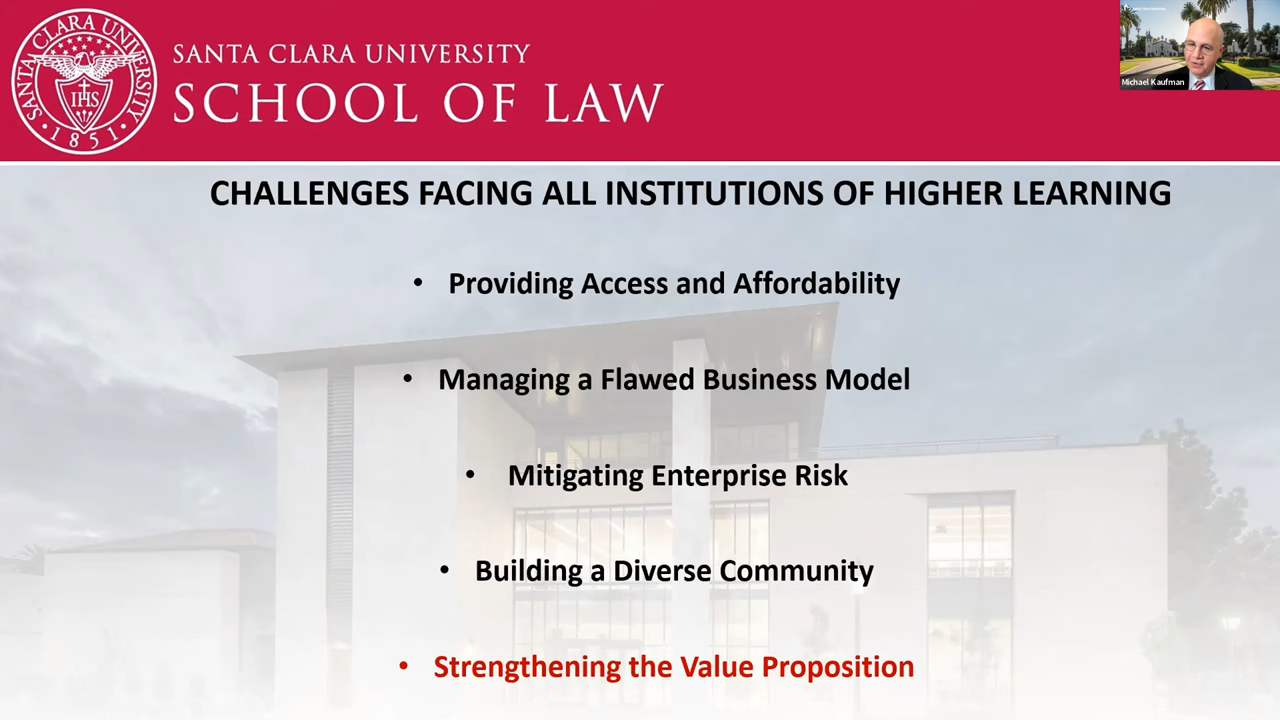 SANTA CLARA UNIVERSITY
SCHOOL OF LAW
SANTA CLARA UNIVERSITY
IHS
1851
Michael Kaufman
CHALLENGES FACING ALL INSTITUTIONS OF HIGHER LEARNING
• Providing Access and Affordability
• Managing a Flawed Business Model
• Mitigating Enterprise Risk
• Building a Diverse Community
• Strengthening the Value Proposition